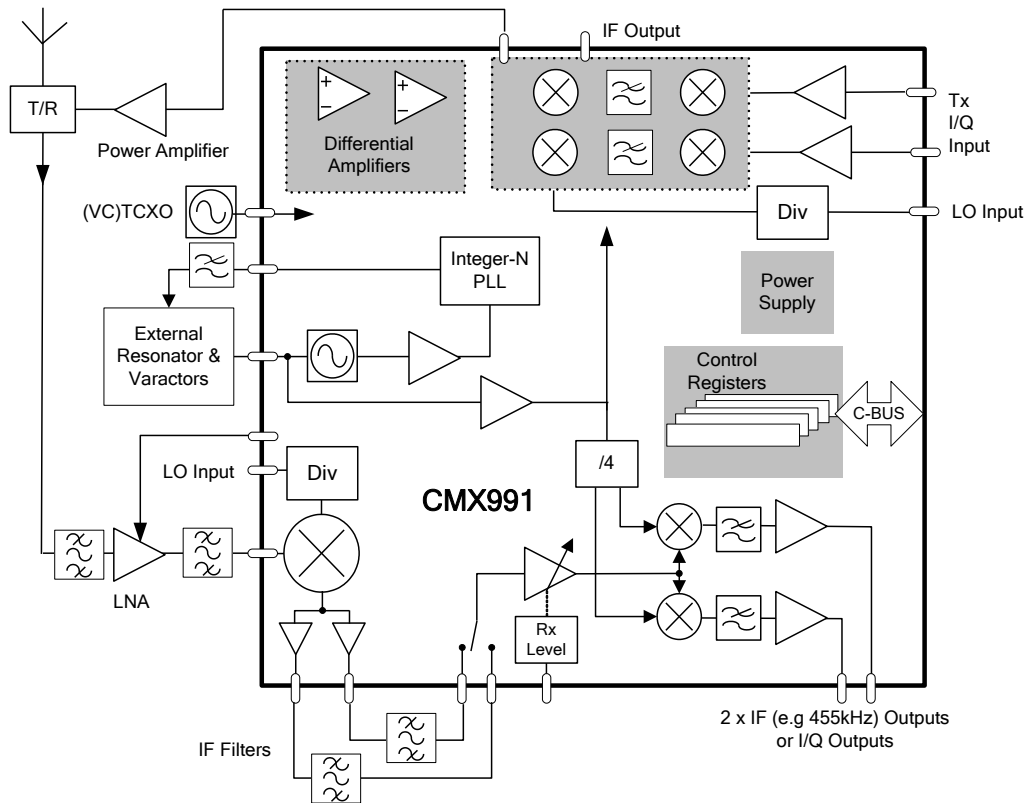 IF Output
T/R
Power Amplifier
+
−
+
−
Differential
Amplifiers
Tx
I/Q
Input
(VC)TCXO
Div
LO Input
Integer-N
PLL
Power
Supply
External
Resonator &
Varactors
Control
Registers
C-BUS
LO Input
Div
/4
CMX991
LNA
Rx
Level
IF Filters
2 x IF (e.g 455kHz) Outputs
or I/Q Outputs